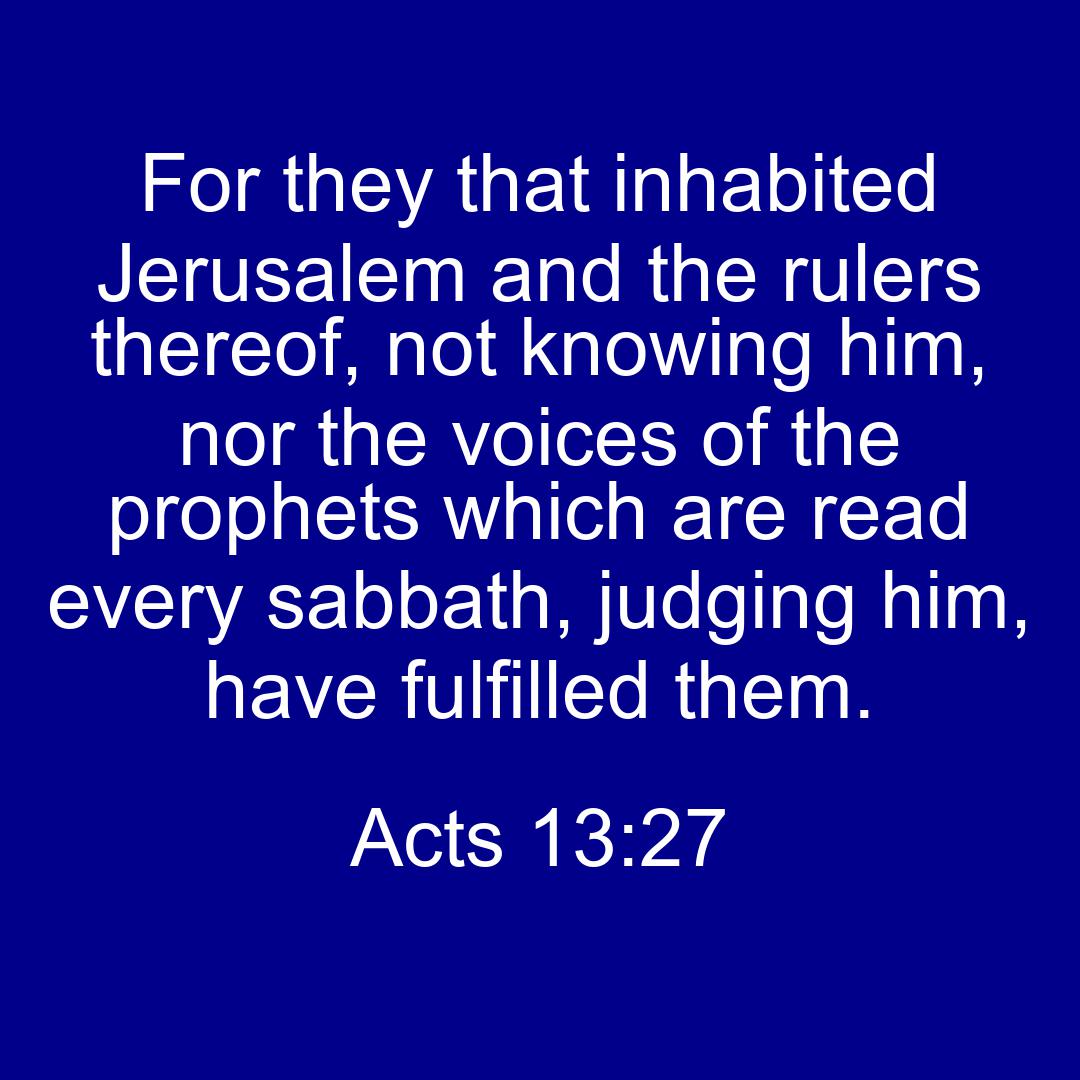 For they that inhabited
Jerusalem and the rulers
thereof, not knowing him,
nor the voices of the
prophets which are read
every sabbath, judging him,
have fulfilled them.
Acts 13:27